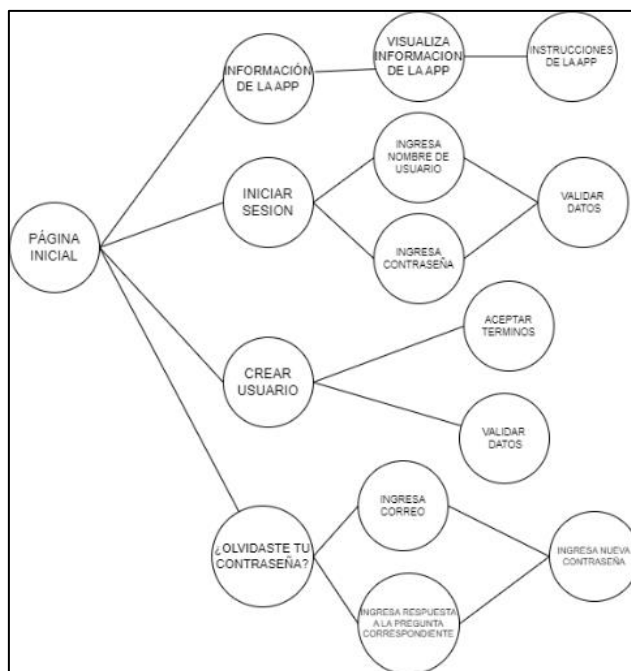 INFORMACIÓN
DE LA APP
VISUALIZA
INFORMACION
DE LA APP
INSTRUCCIONES
DE LA APP
PÁGINA
INICIAL
INICIAR
SESION
INGRESA
NOMBRE DE
USUARIO
INGRESA
CONTRASEÑA
VALIDAR
DATOS
CREAR
USUARIO
ACEPTAR
TERMINOS
VALIDAR
DATOS
¿OLVIDASTE TU
CONTRASEÑA?
INGRESA
CORREO
INGRESA RESPUESTA
A LA PREGUNTA
CORRESPONDIENTE
INGRESA NUEVA
CONTRASEÑA